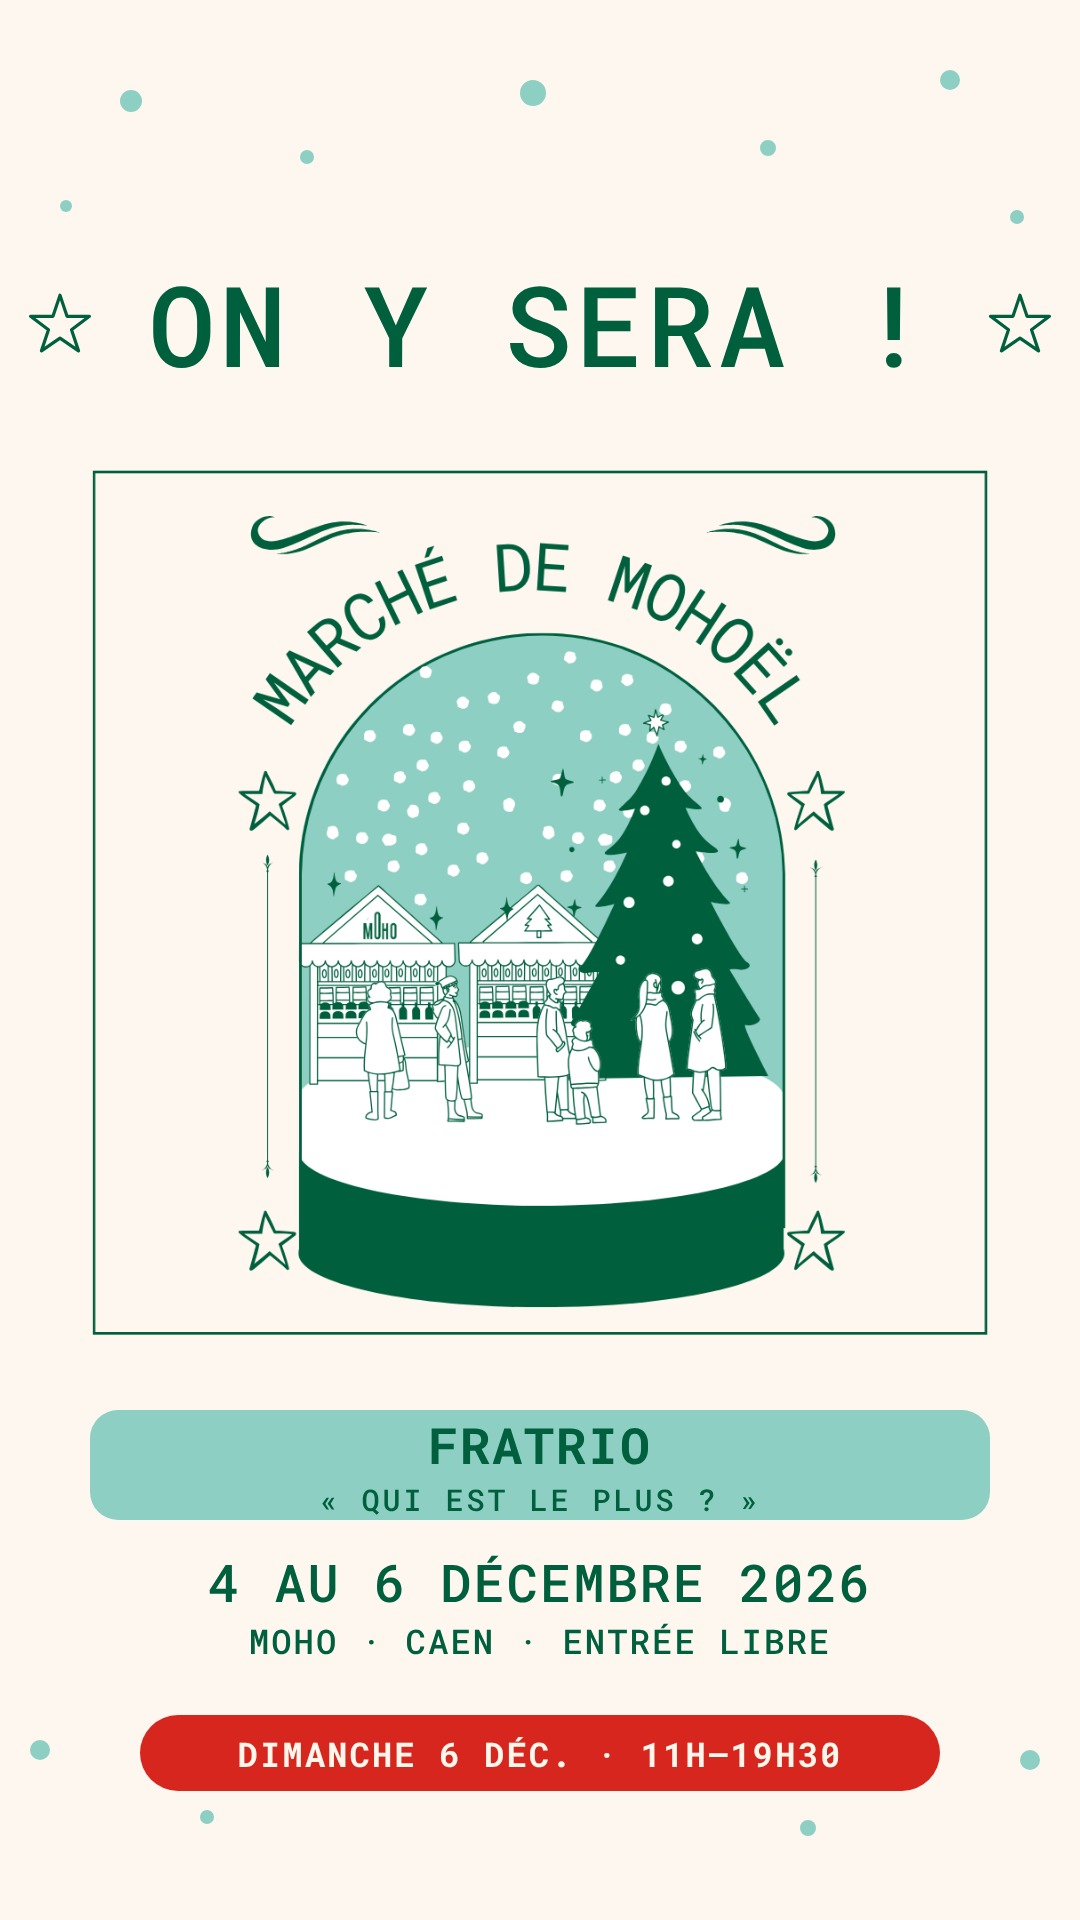 ON Y SERA !
MARCHÉ DE MOHOËL
MOHO
FRATRIO
« QUI EST LE PLUS ? »
4 AU 6 DÉCEMBRE 2026
MOHO · CAEN · ENTRÉE LIBRE
DIMANCHE 6 DÉC. · 11H–19H30